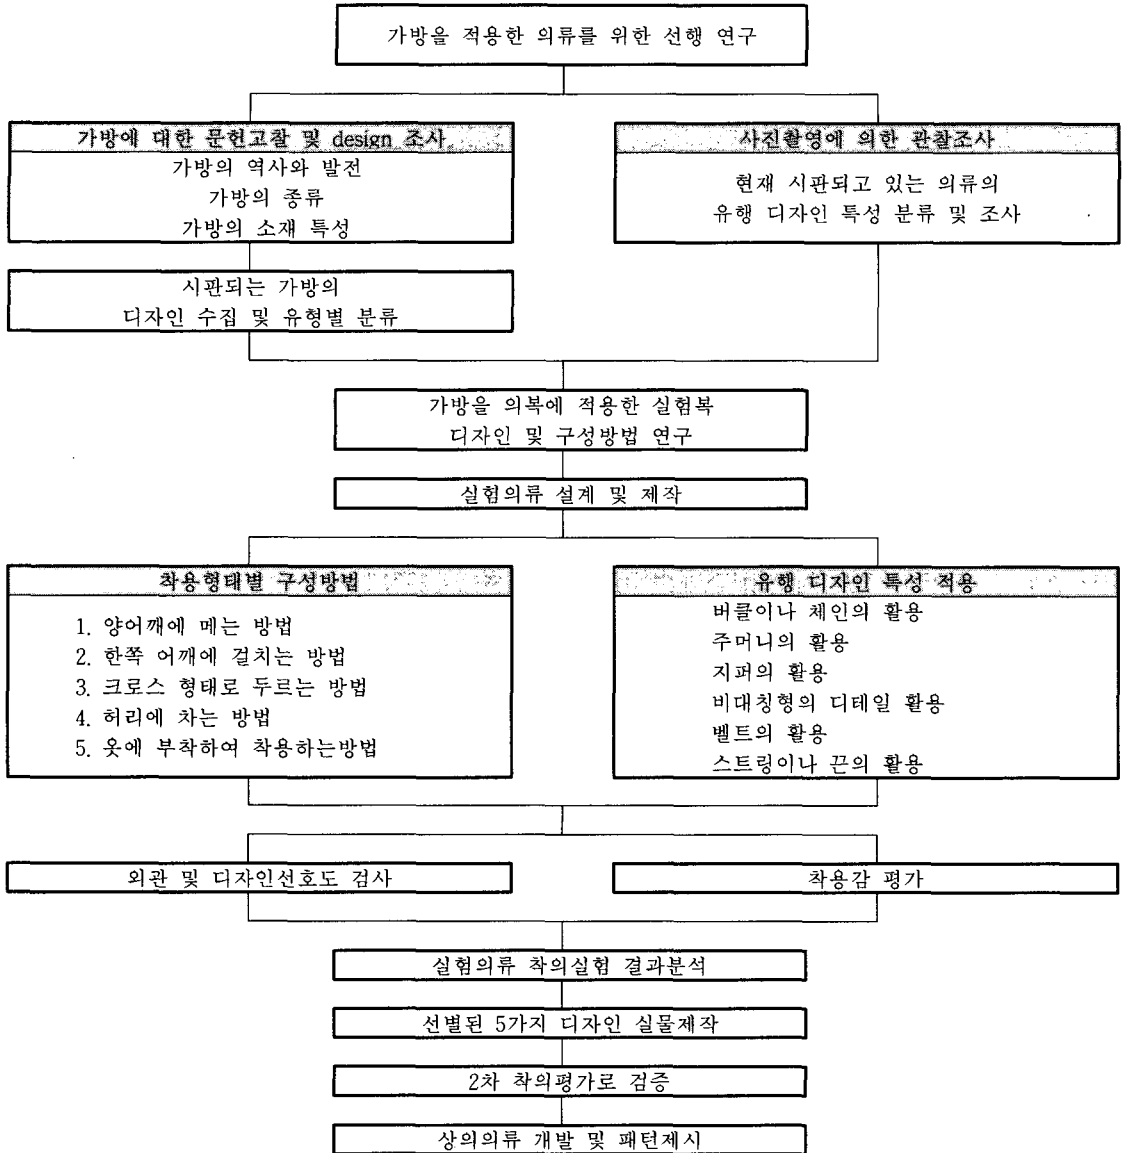 가방을 적용한 의류를 위한 선행 연구
가방에 대한 문헌고찰 및 design 조사
가방의 역사와 발전
가방의 종류
가방의 소재 특성
사진촬영에 의한 관찰조사
현재 시판되고 있는 의류의
유행 디자인 특성 분류 및 조사
시판되는 가방의
디자인 수집 및 유형별 분류
가방을 의복에 적용한 실험복
디자인 및 구성방법 연구
실험의류 설계 및 제작
착용형태별 구성방법
1. 양어깨에 메는 방법
2. 한쪽 어깨에 걸치는 방법
3. 크로스 형태로 두르는 방법
4. 허리에 차는 방법
5. 옷에 부착하여 착용하는방법
유행 디자인 특성 적용
버클이나 체인의 활용
주머니의 활용
지퍼의 활용
비대칭형의 디테일 활용
벨트의 활용
스트링이나 끈의 활용
외관 및 디자인선호도 검사
착용감 평가
실험의류 착의실험 결과분석
선별된 5가지 디자인 실물제작
2차 착의평가로 검증
상의의류 개발 및 패턴제시